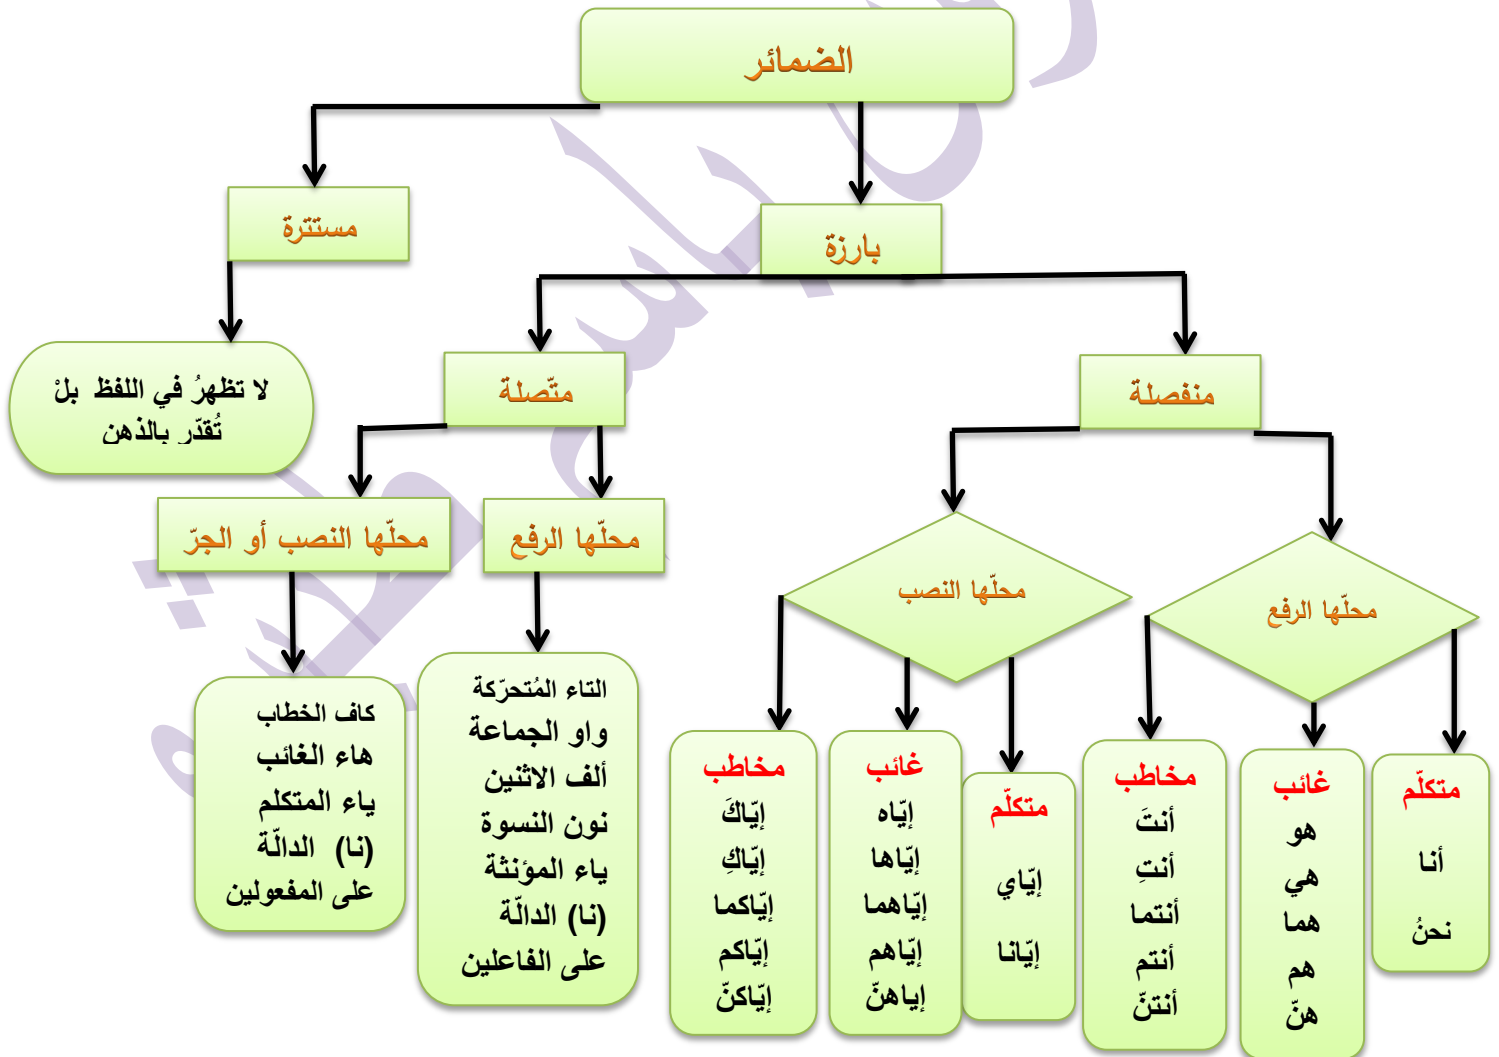 الضمائر
بارزة
مستترة
منفصلة
متّصلة
لا تظهرُ في اللفظ بلْ
تُقدّر بالذهن
محلّها الرفع
محلّها النصب
محلّها الرفع
محلّها النصب أو الجرّ
متكلّم
أنا
نحنُ
غائب
هو
هي
هما
هم
هنّ
مخاطب
أنتَ
أنتِ
أنتما
أنتم
أنتنّ
متكلّم
إيّاي
إيّانا
غائب
إيّاه
إيّاها
إيّاهما
إيّاهم
إياهنّ
مخاطب
إيّاكَ
إيّاكِ
إيّاكما
إيّاكم
إيّاكنّ
التاء المُتحرّكة
واو الجماعة
ألف الاثنين
نون النسوة
ياء المؤنثة
(نا) الدالّة
على الفاعلين
كاف الخطاب
هاء الغائب
ياء المتكلم
(نا) الدالّة
على المفعولين